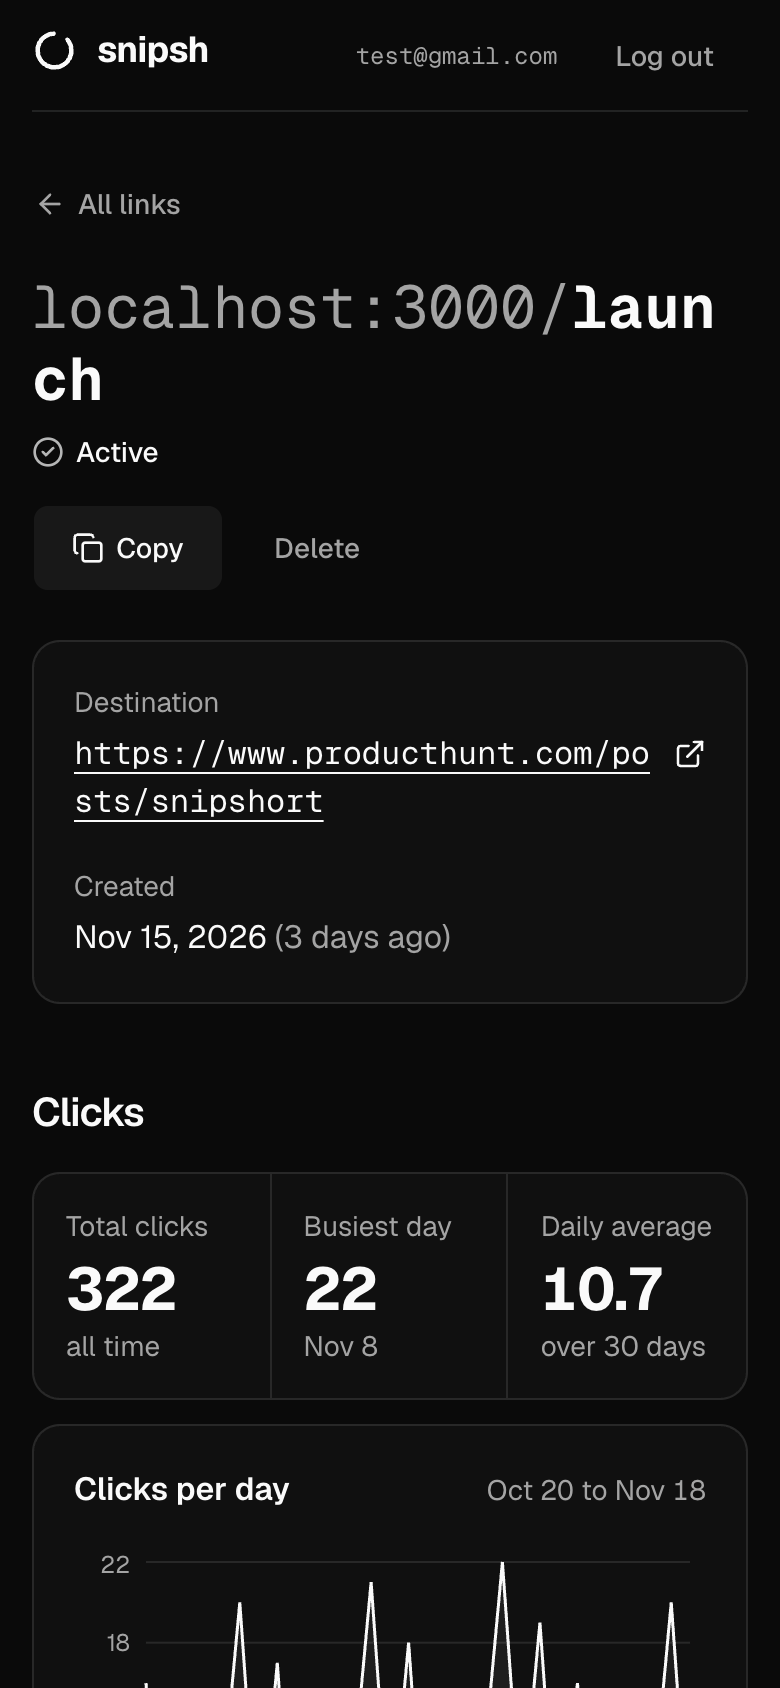 snipsh
test@gmail.com
Log out
All links
localhost:3000/laun
ch
Active
Copy
Delete
Destination
https://www.producthunt.com/po
sts/snipshort
Created
Nov 15, 2026 (3 days ago)
Clicks
Total clicks
322
all time
Busiest day
22
Nov 8
Daily average
10.7
over 30 days
Clicks per day
Oct 20 to Nov 18
22
18